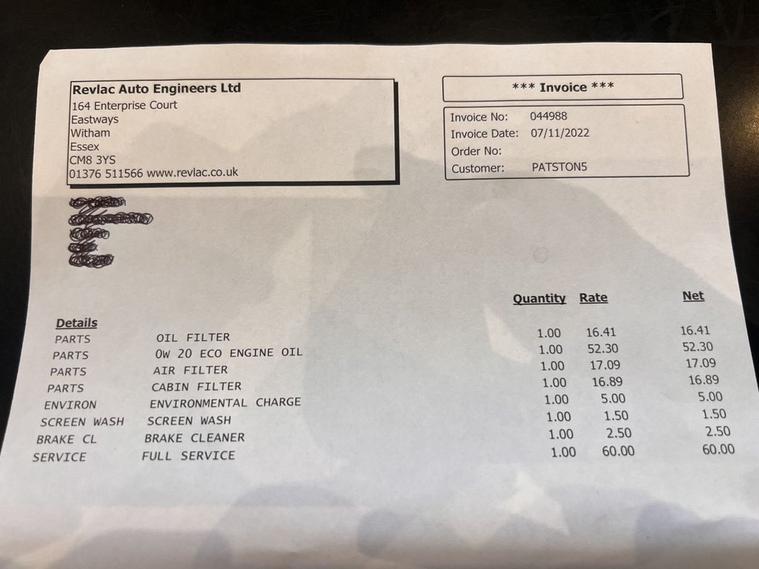 Revlac Auto Engineers Ltd
164 Enterprise Court
Eastways
Witham
Essex
CM8 3YS
01376 511566 www.revlac.co.uk
*** Invoice ***
Invoice No: 044988
Invoice Date: 07/11/2022
Order No:
Customer: PATSTON5
Details Quantity Rate Net
PARTS OIL FILTER 1.00 16.41 16.41
PARTS 0W 20 ECO ENGINE OIL 1.00 52.30 52.30
PARTS AIR FILTER 1.00 17.09 17.09
PARTS CABIN FILTER 1.00 16.89 16.89
ENVIRON ENVIRONMENTAL CHARGE 1.00 5.00 5.00
SCREEN WASH SCREEN WASH 1.00 1.50 1.50
BRAKE CL BRAKE CLEANER 1.00 2.50 2.50
SERVICE FULL SERVICE 1.00 60.00 60.00